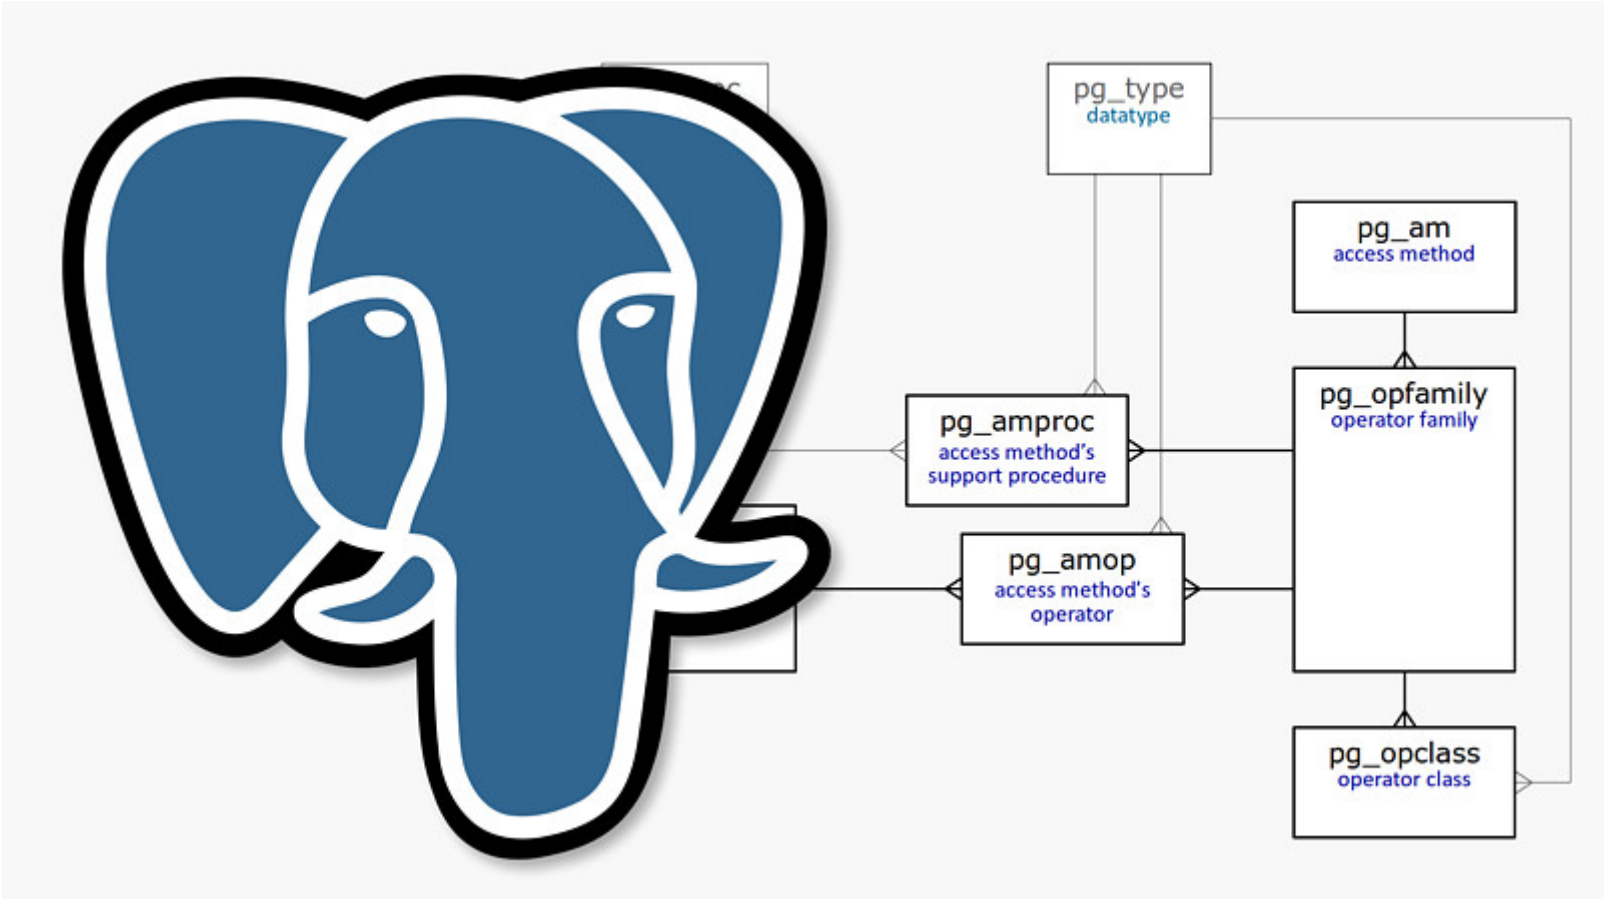 pg_type
datatype
pg_am
access method
pg_opfamily
operator family
pg_amproc
access method's
support procedure
pg_amop
access method's
operator
pg_opclass
operator class